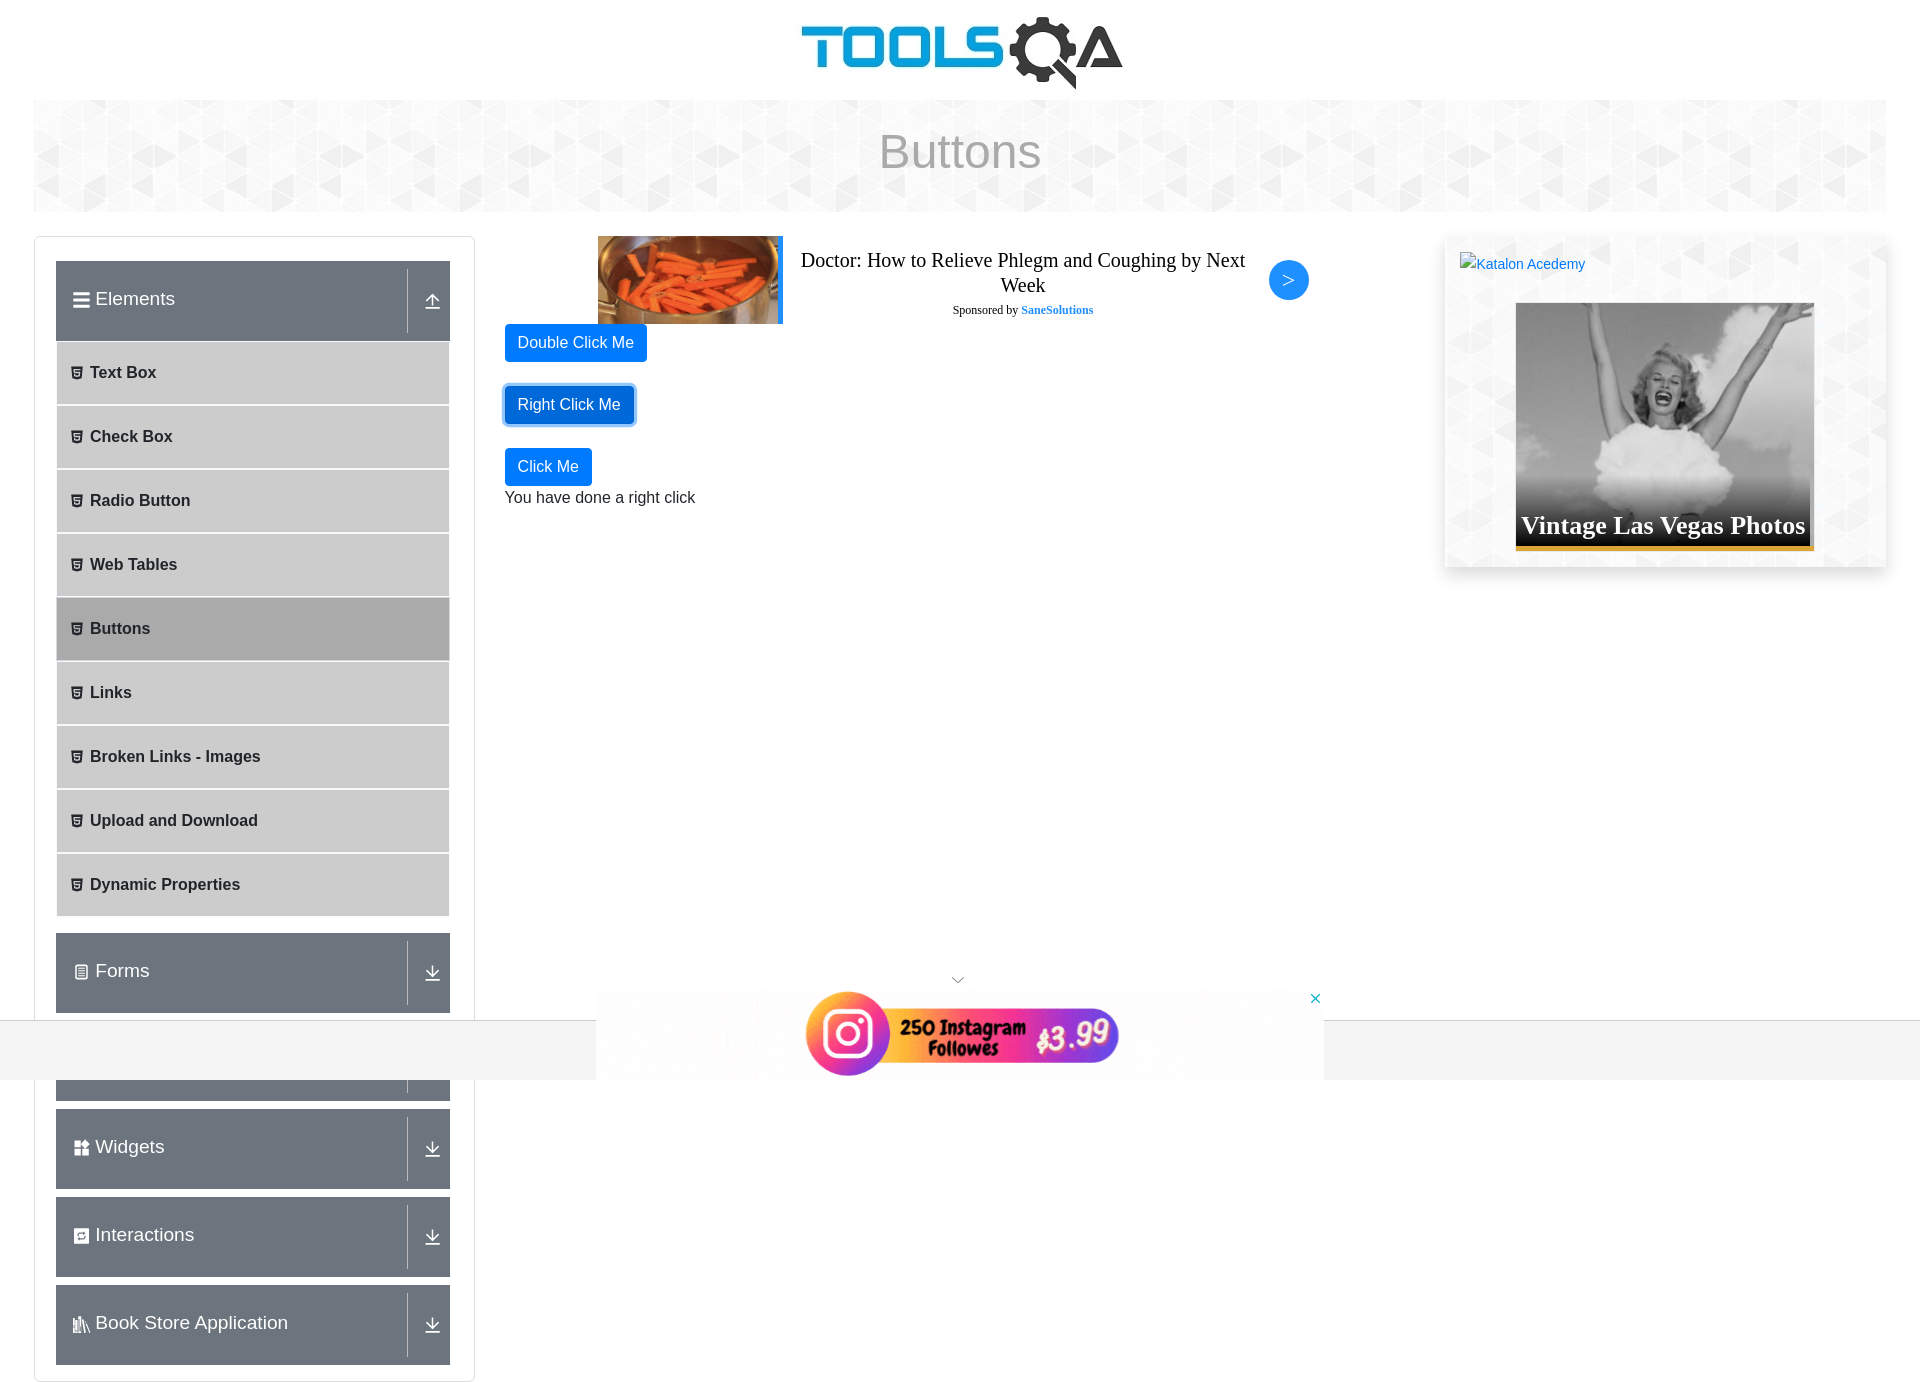 TOOLSQA
Buttons
Elements
Text Box
Check Box
Radio Button
Web Tables
Buttons
Links
Broken Links - Images
Upload and Download
Dynamic Properties
Forms
Widgets
Interactions
Book Store Application
Doctor: How to Relieve Phlegm and Coughing by Next
Week
Sponsored by SaneSolutions
>
Double Click Me
Right Click Me
Click Me
You have done a right click
Katalon Acedemy
Vintage Las Vegas Photos
250 Instagram
Followes
$3.99